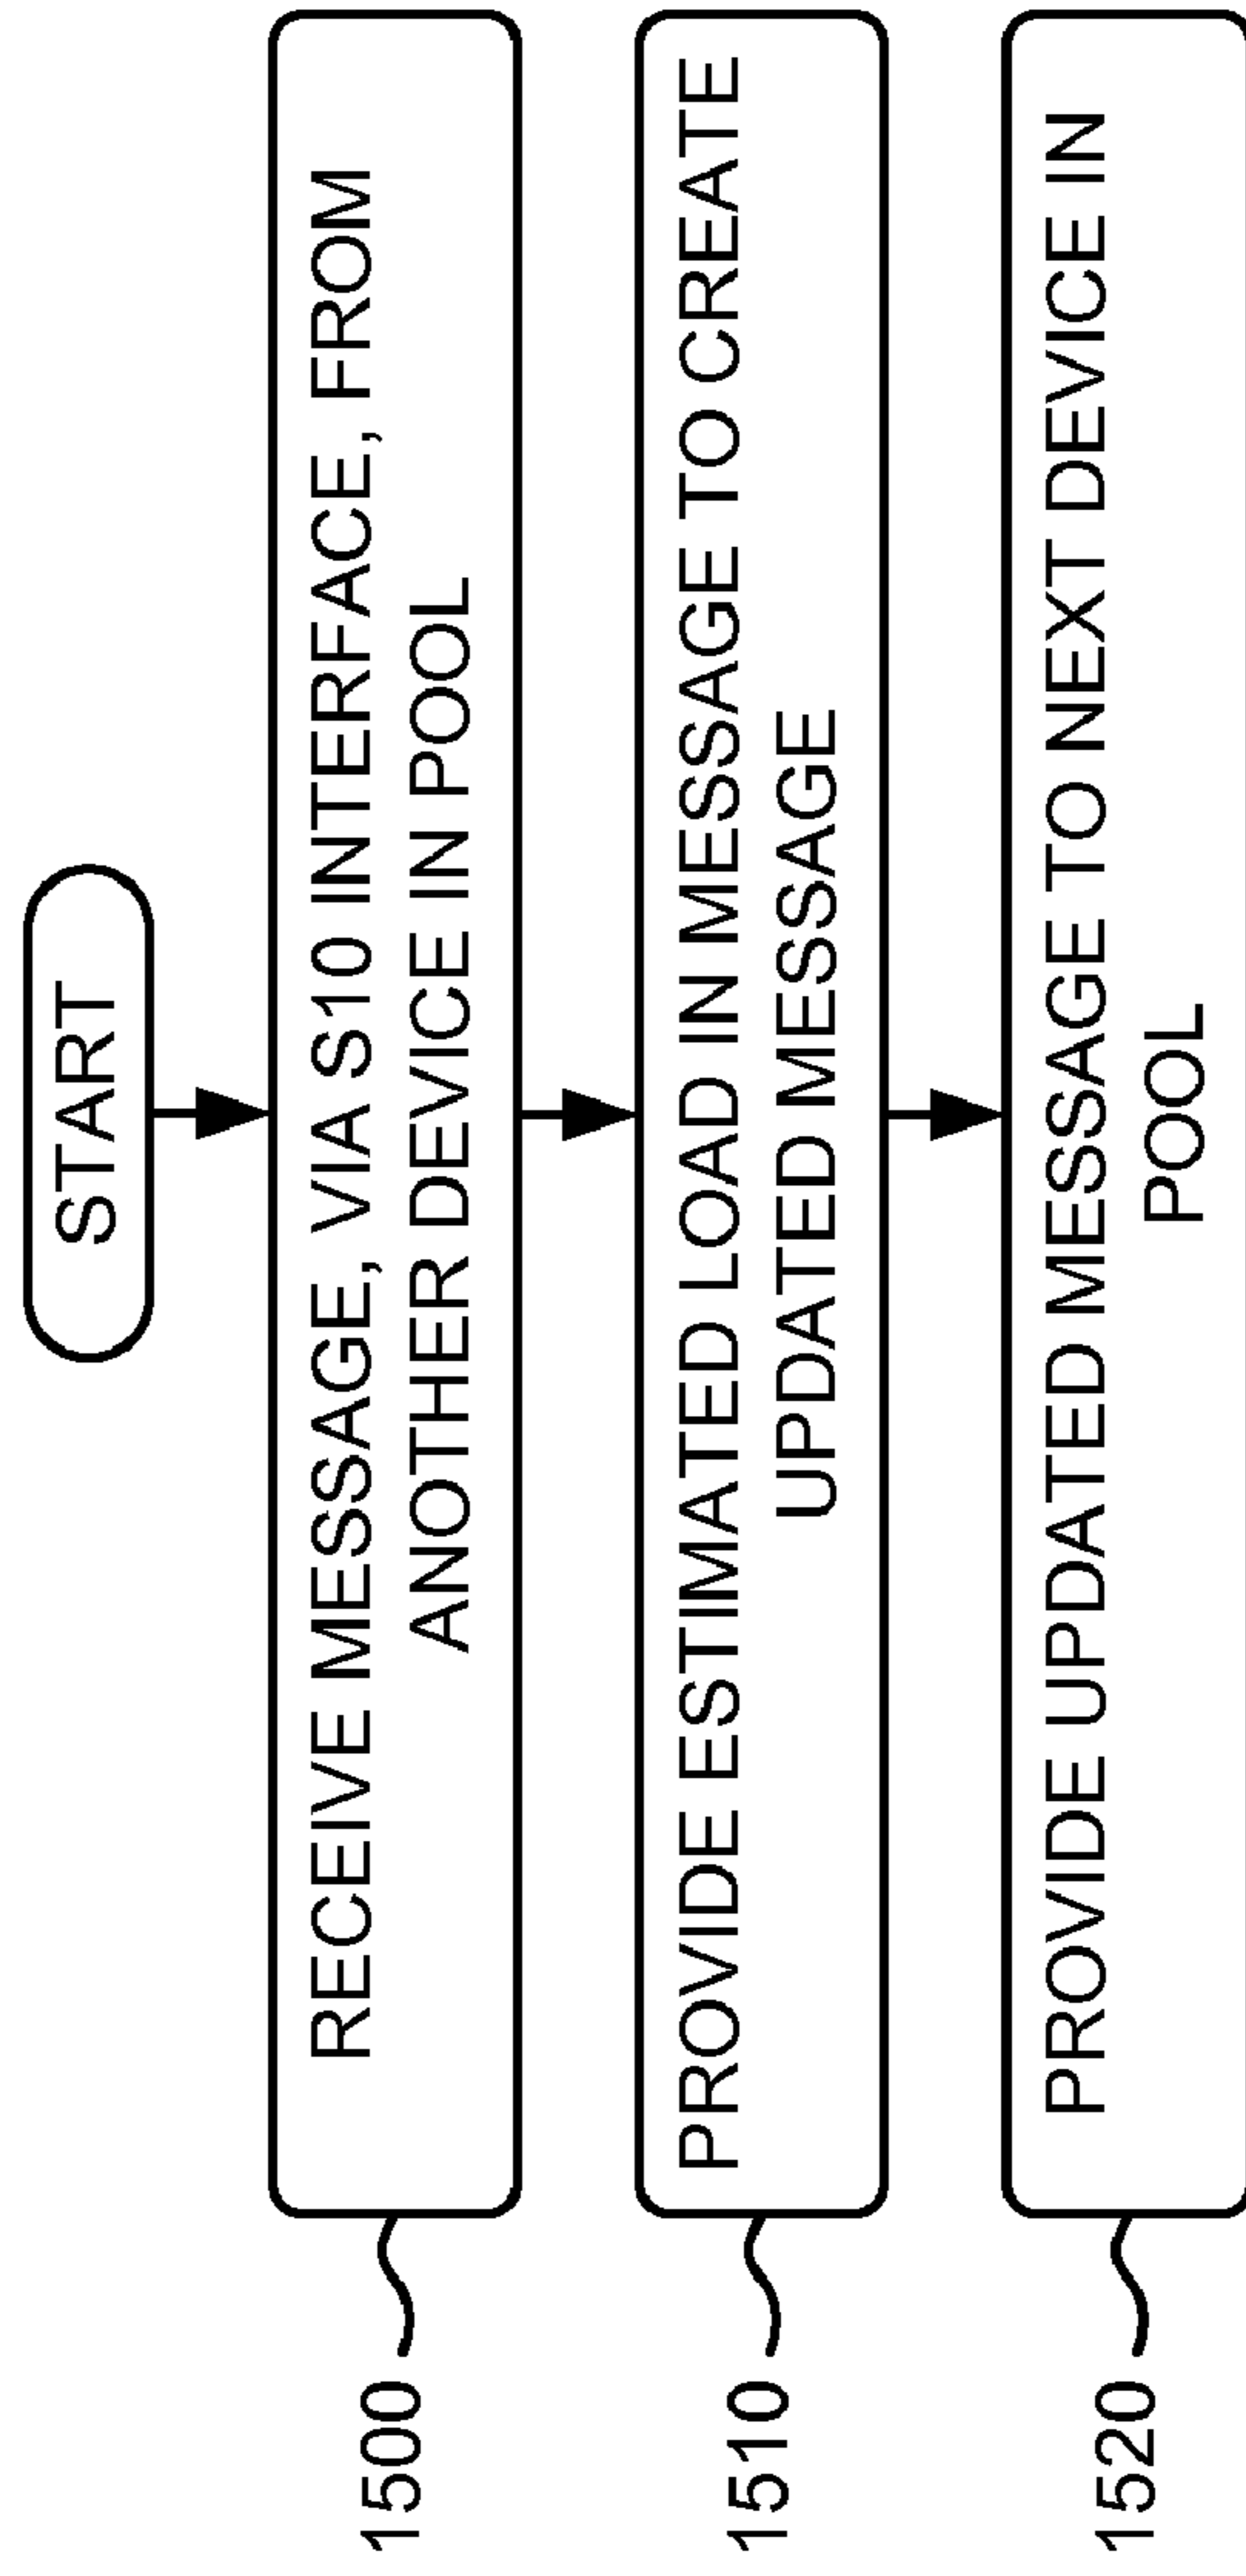 START
1500
RECEIVE MESSAGE, VIA S10 INTERFACE, FROM
ANOTHER DEVICE IN POOL
1510
PROVIDE ESTIMATED LOAD IN MESSAGE TO CREATE
UPDATED MESSAGE
1520
PROVIDE UPDATED MESSAGE TO NEXT DEVICE IN
POOL